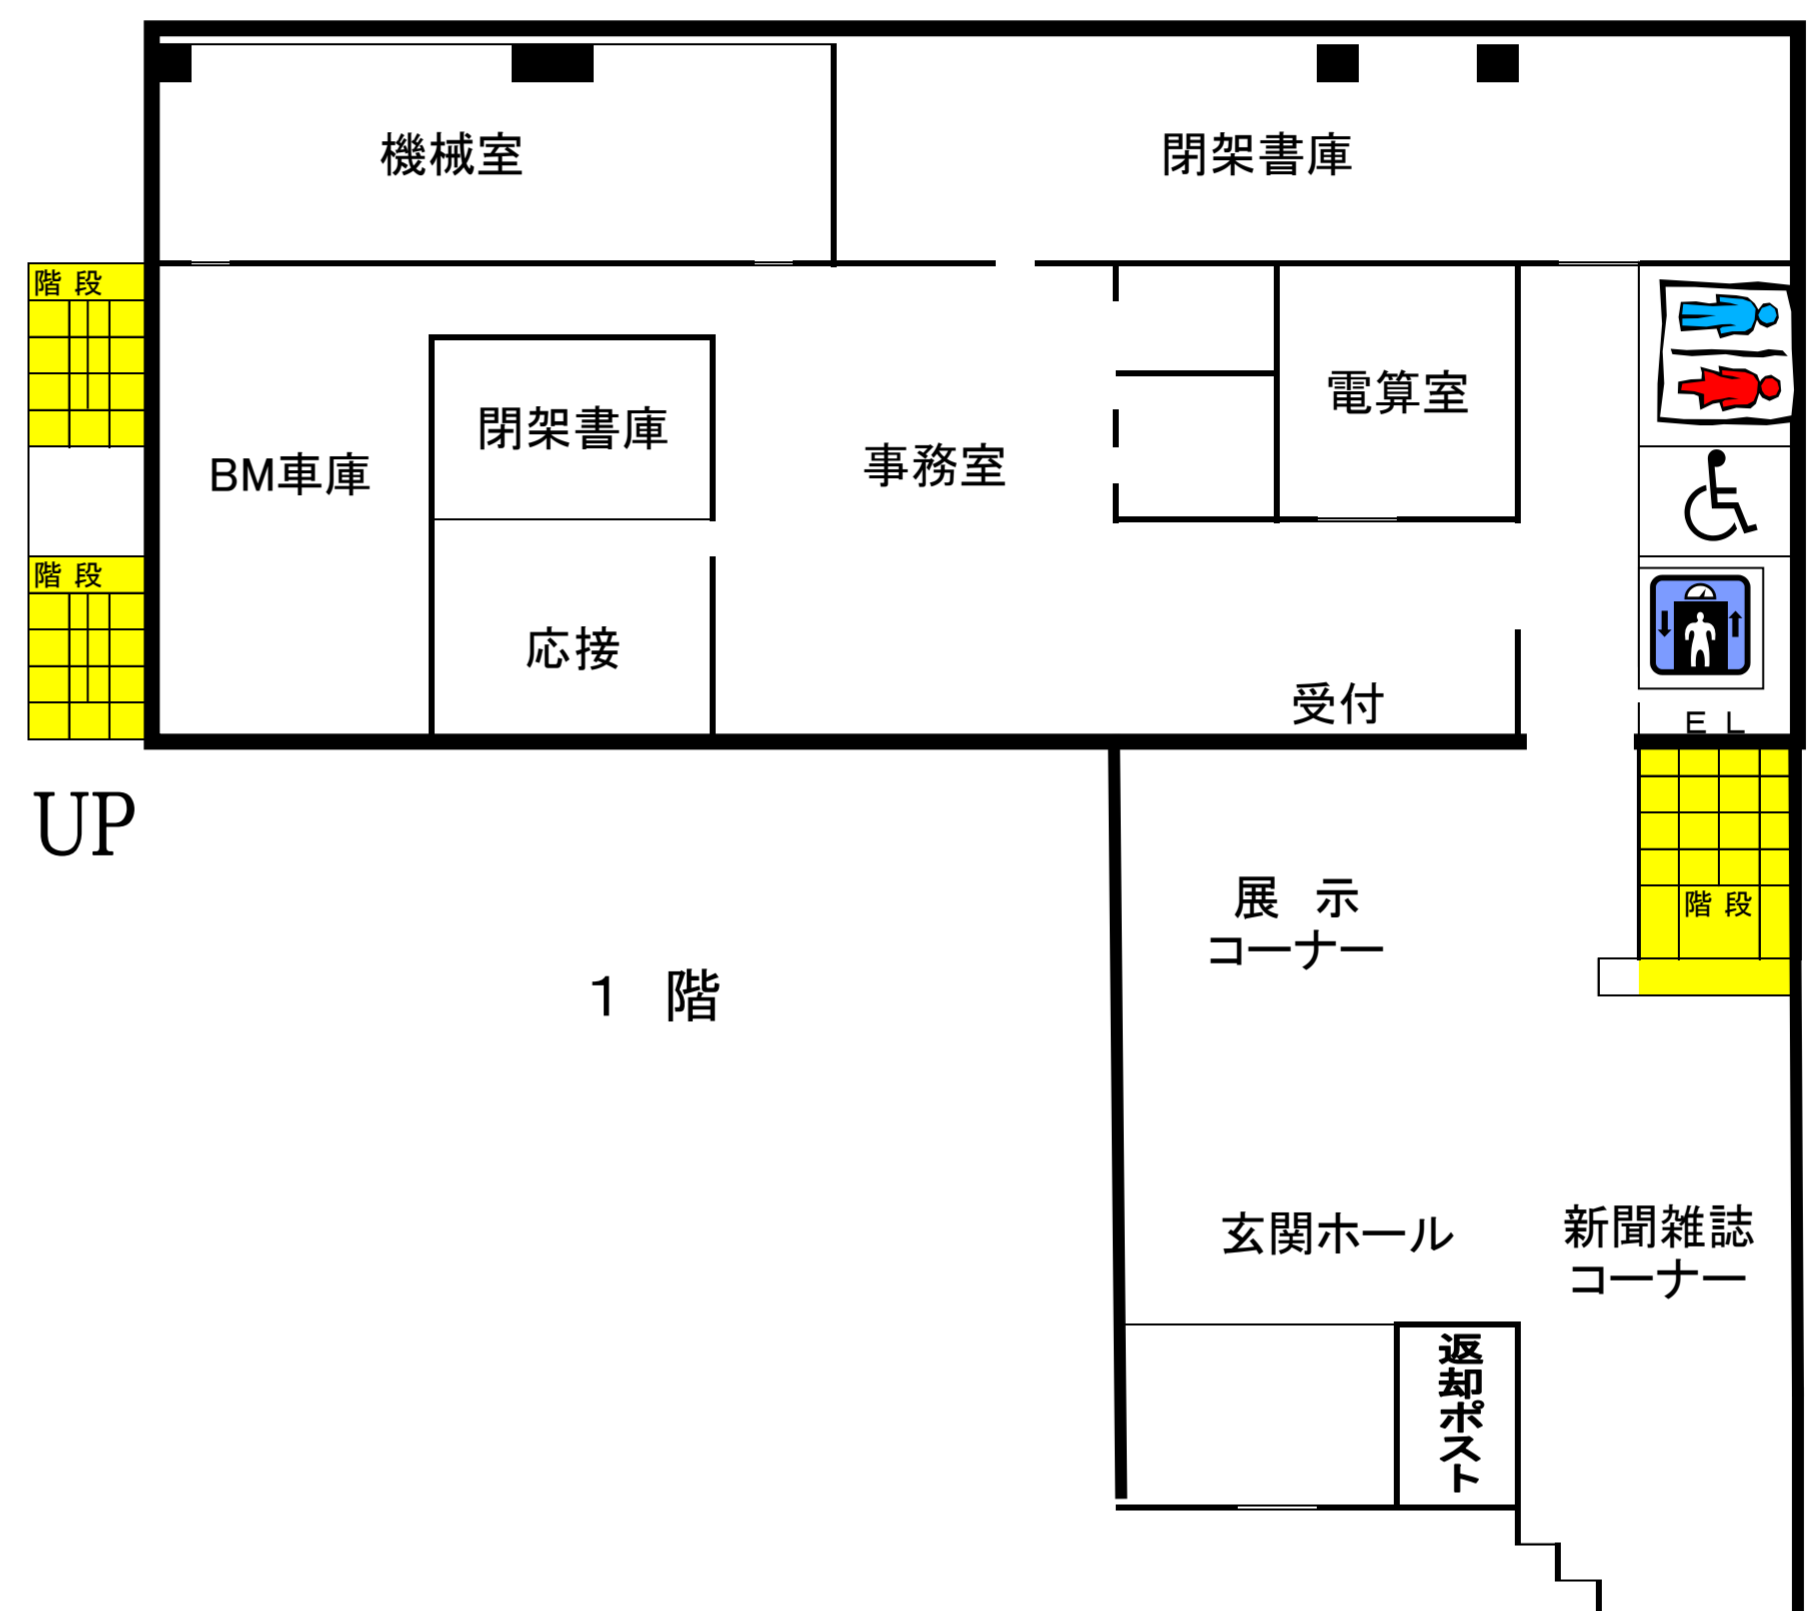 機械室
閉架書庫
階段
閉架書庫
電算室
BM車庫
事務室
階段
応接
受付
EL
UP
展 示
コーナー
階段
1 階
玄関ホール
新聞雑誌
コーナー
返却ポスト